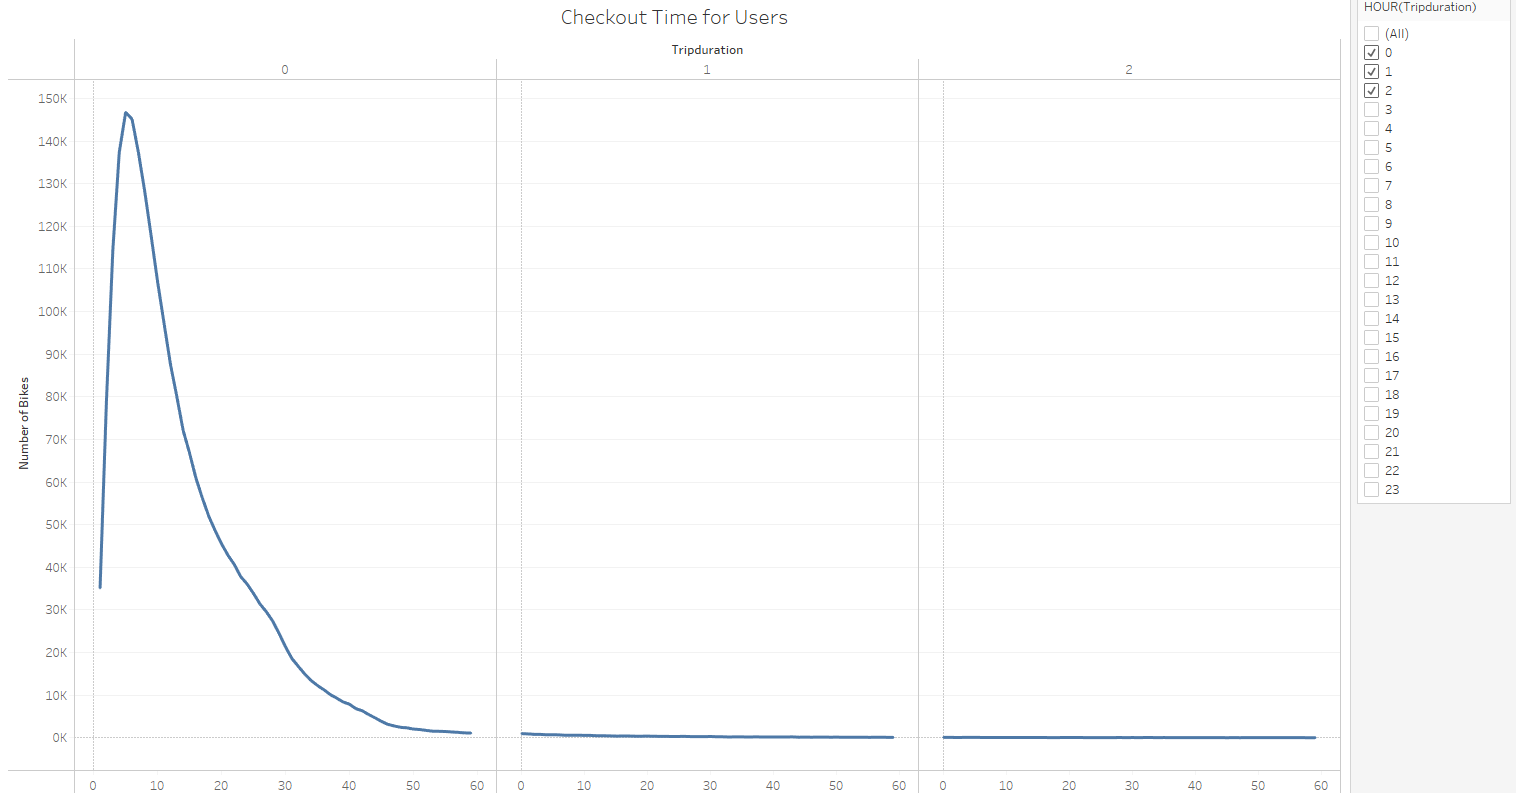 Checkout Time for Users
Tripduration
0 1 2
150K
140K
130K
120K
110K
100K
90K
80K
70K
60K
50K
40K
30K
20K
10K
0K
Number of Bikes
0 10 20 30 40 50 60 0 10 20 30 40 50 60 0 10 20 30 40 50 60
HOUR(Tripduration)
(All)
0
1
2
3
4
5
6
7
8
9
10
11
12
13
14
15
16
17
18
19
20
21
22
23